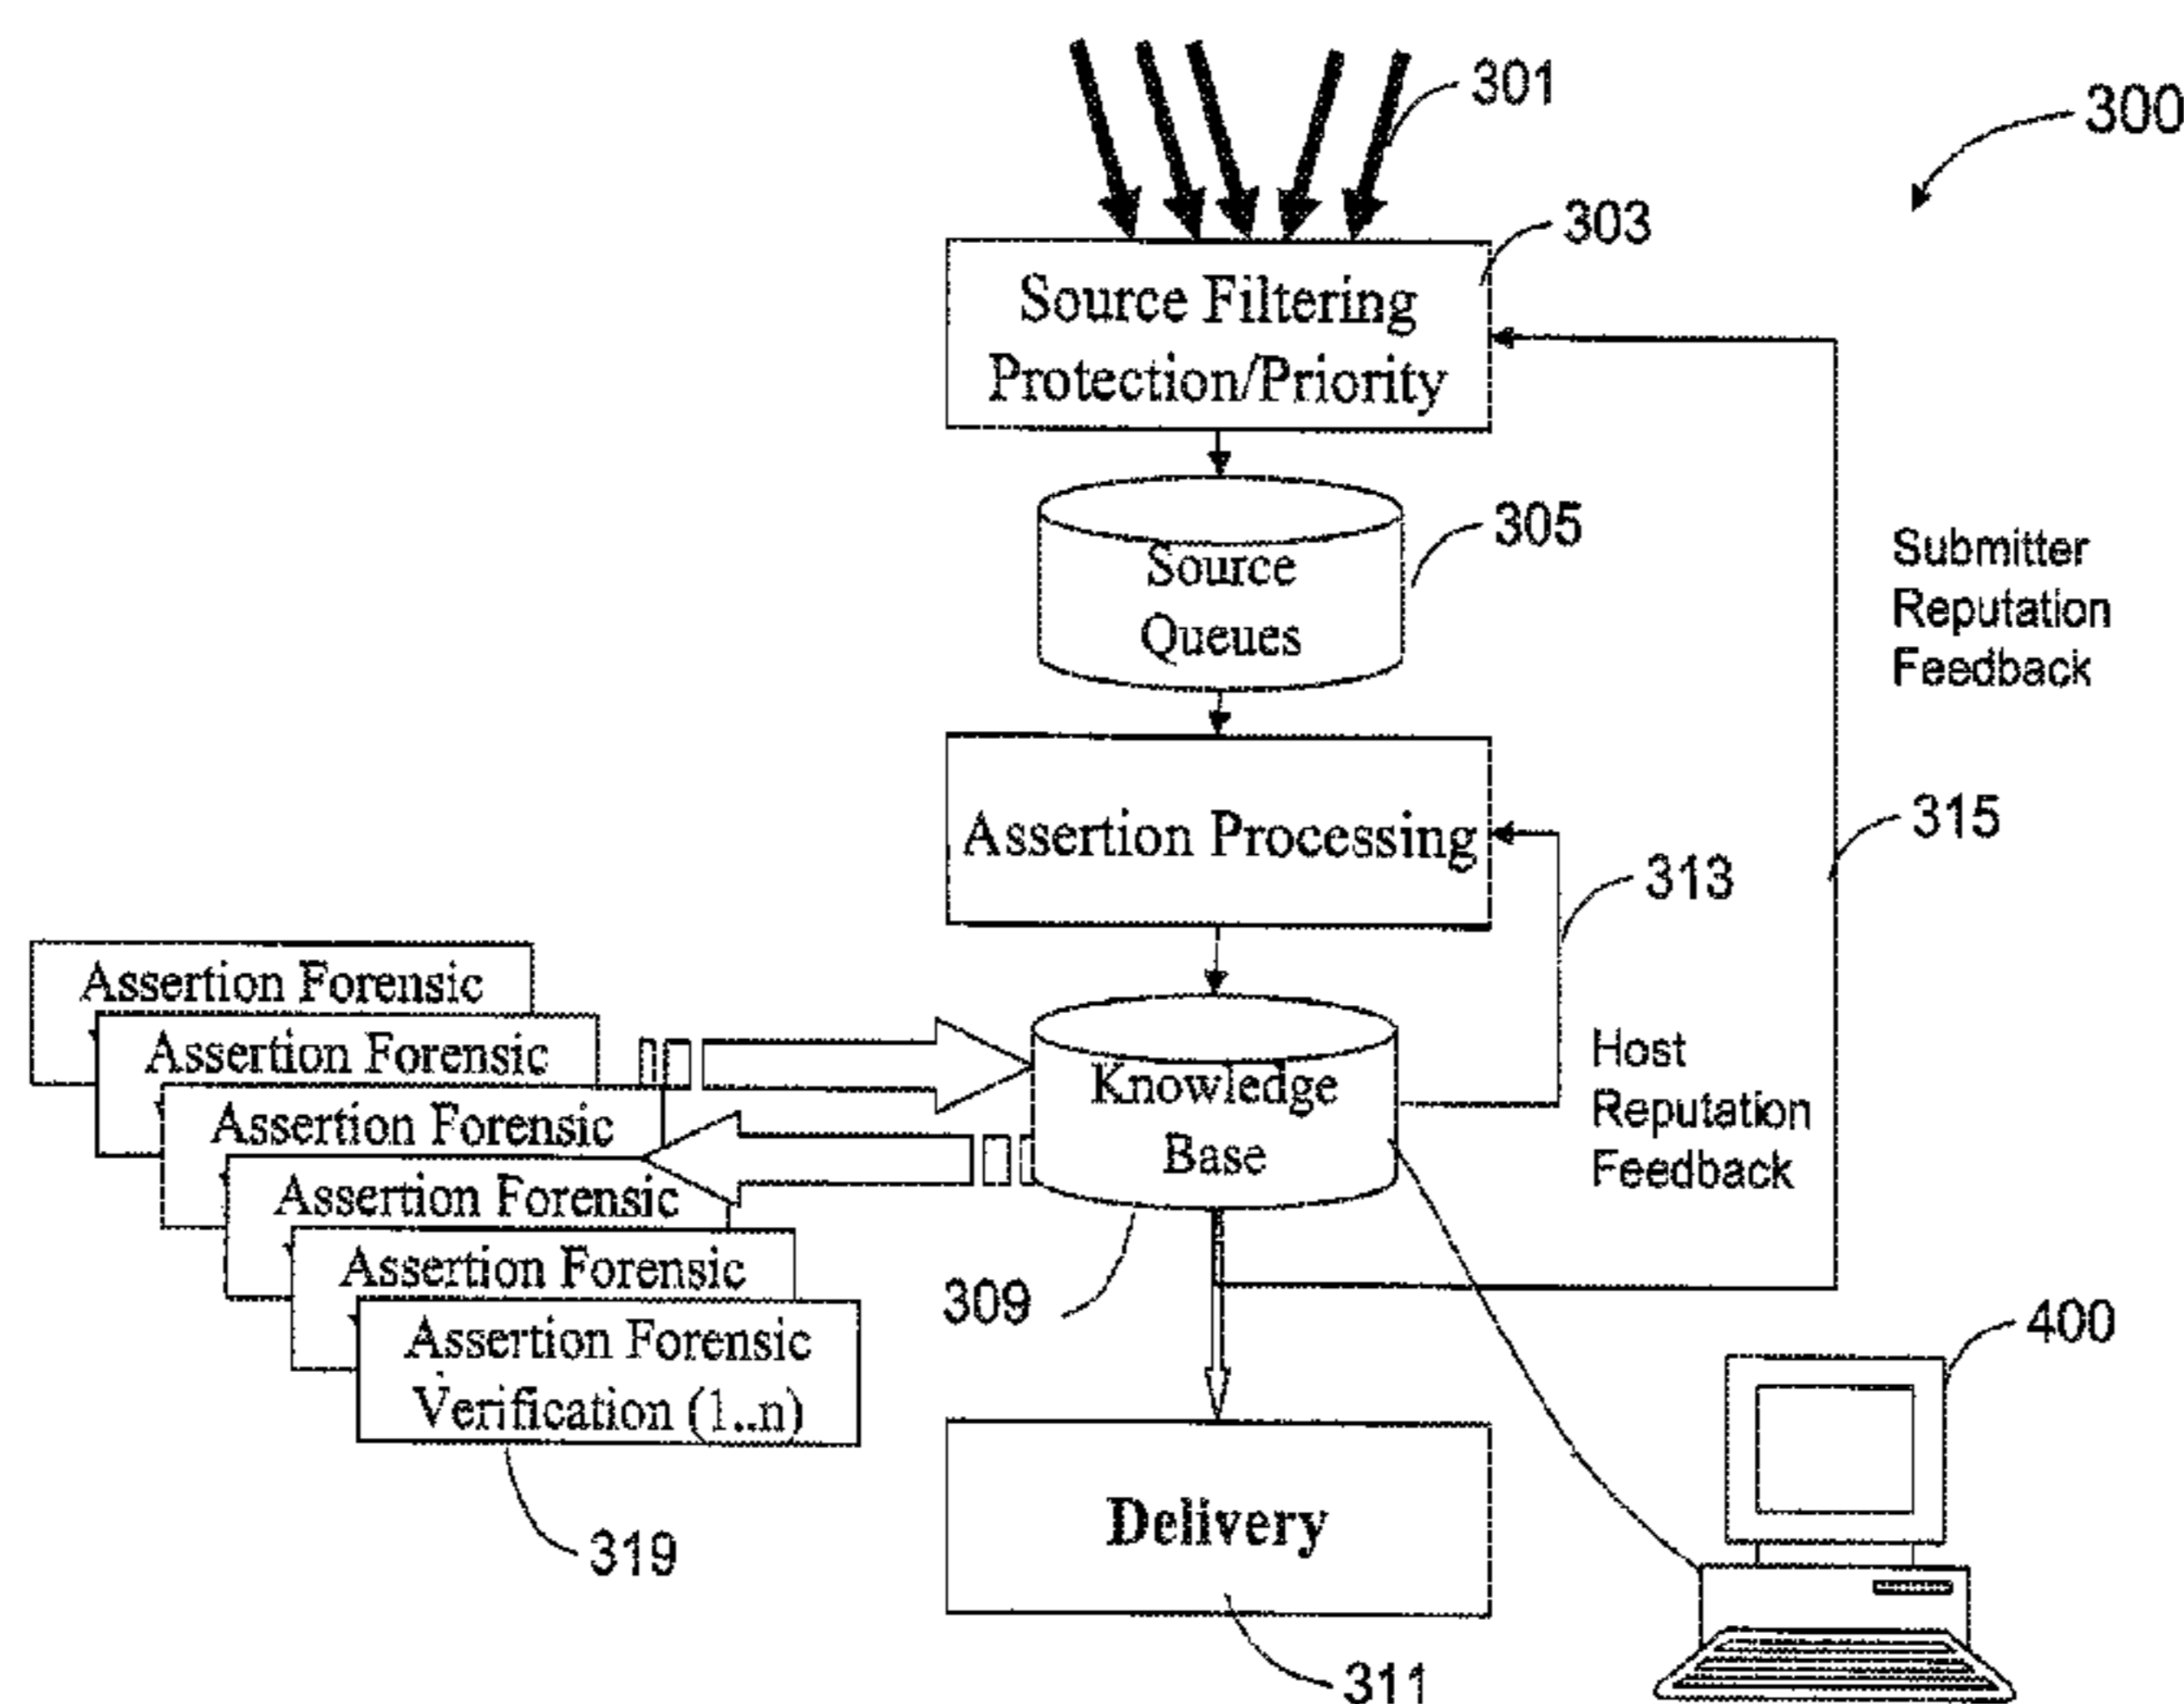 301
300
303
Source Filtering
Protection/Priority
305
Source
Queues
Submitter
Reputation
Feedback
Assertion Processing
315
313
Assertion Forensic
Assertion Forensic
Assertion Forensic
Assertion Forensic
Assertion Forensic
Assertion Forensic
Verification (1..n)
319
Knowledge
Base
Host
Reputation
Feedback
309
400
Delivery
311